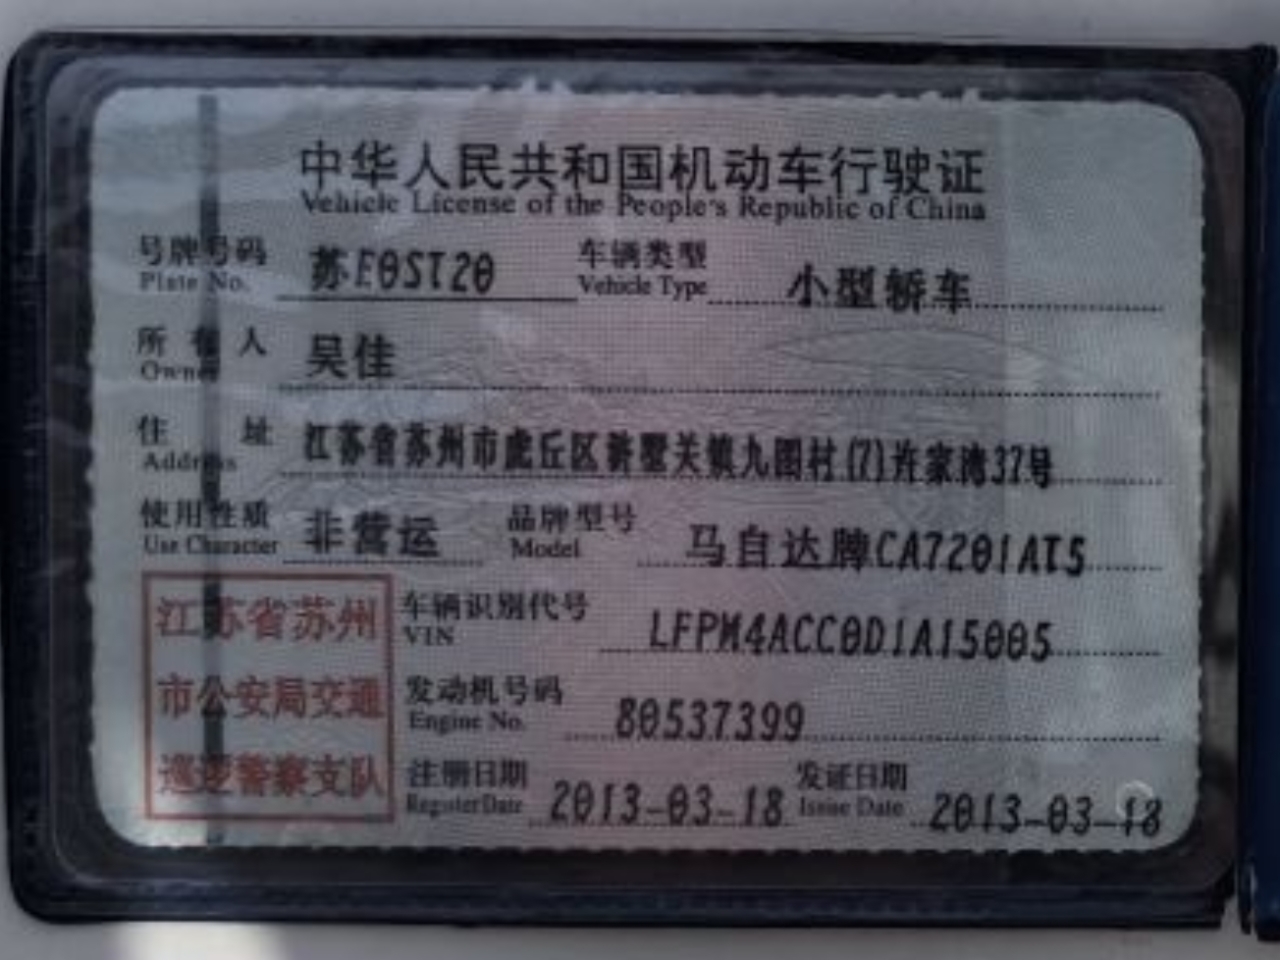 中华人民共和国机动车行驶证
Vehicle License of the People's Republic of China
号牌号码 苏E0ST20 车辆类型 小型轿车
Plate No. Vehicle Type
所有人 吴佳
Owner
住址 江苏省苏州市虎丘区浒墅关镇九图村(7)许家湾37号
Address
使用性质 非营运 品牌型号 马自达牌CA7201AT5
Use Character Model
江苏省苏州 车辆识别代号 LFPM4ACC0D1A15005
VIN
市公安局交通 发动机号码 80537399
Engine No.
巡逻警察支队 注册日期 2013-03-18 发证日期 2013-03-18
Register Date Issue Date